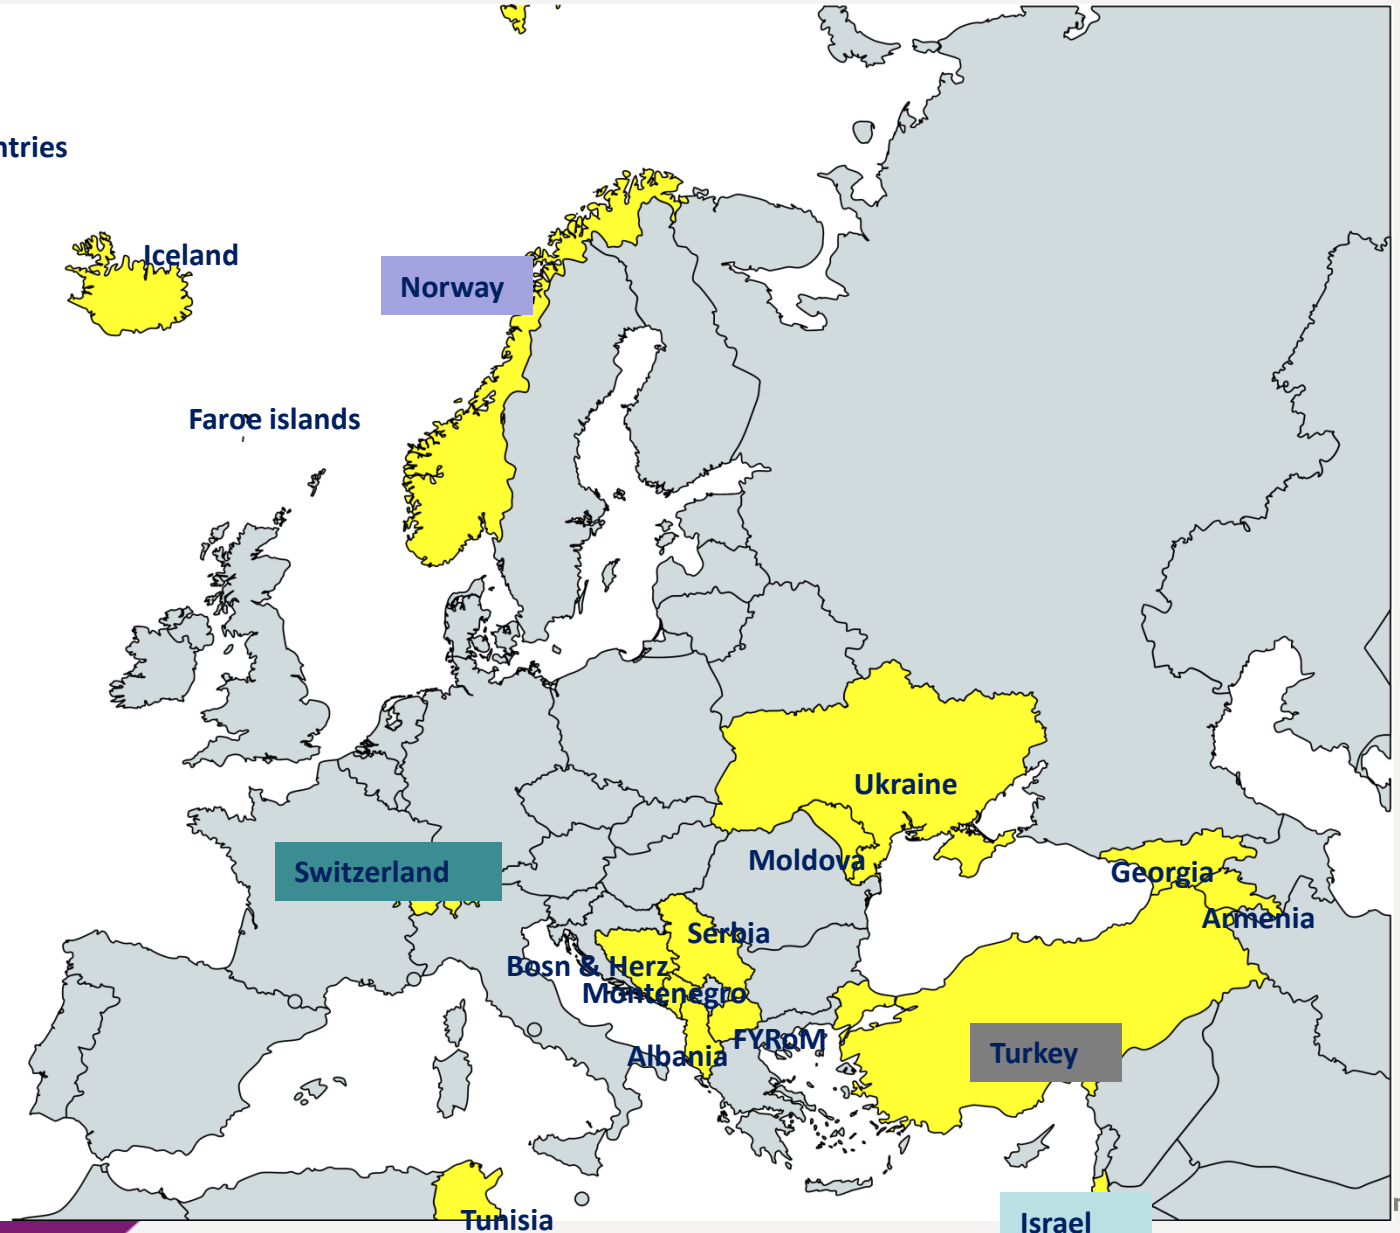 ntries
Iceland
Norway
Faroe islands
Ukraine
Moldova
Switzerland
Georgia
Armenia
Serbia
Bosn & Herz
Montenegro
FYRoM
Albania
Turkey
Tunisia
Israel